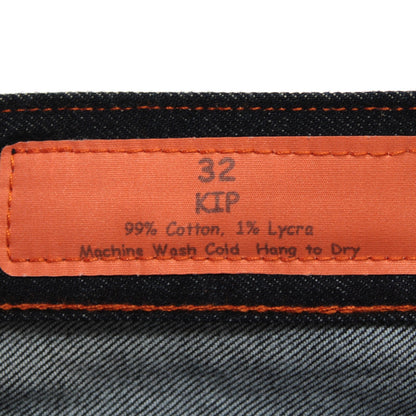 32
KIP
99% Cotton, 1% Lycra
Machine Wash Cold Hang to Dry